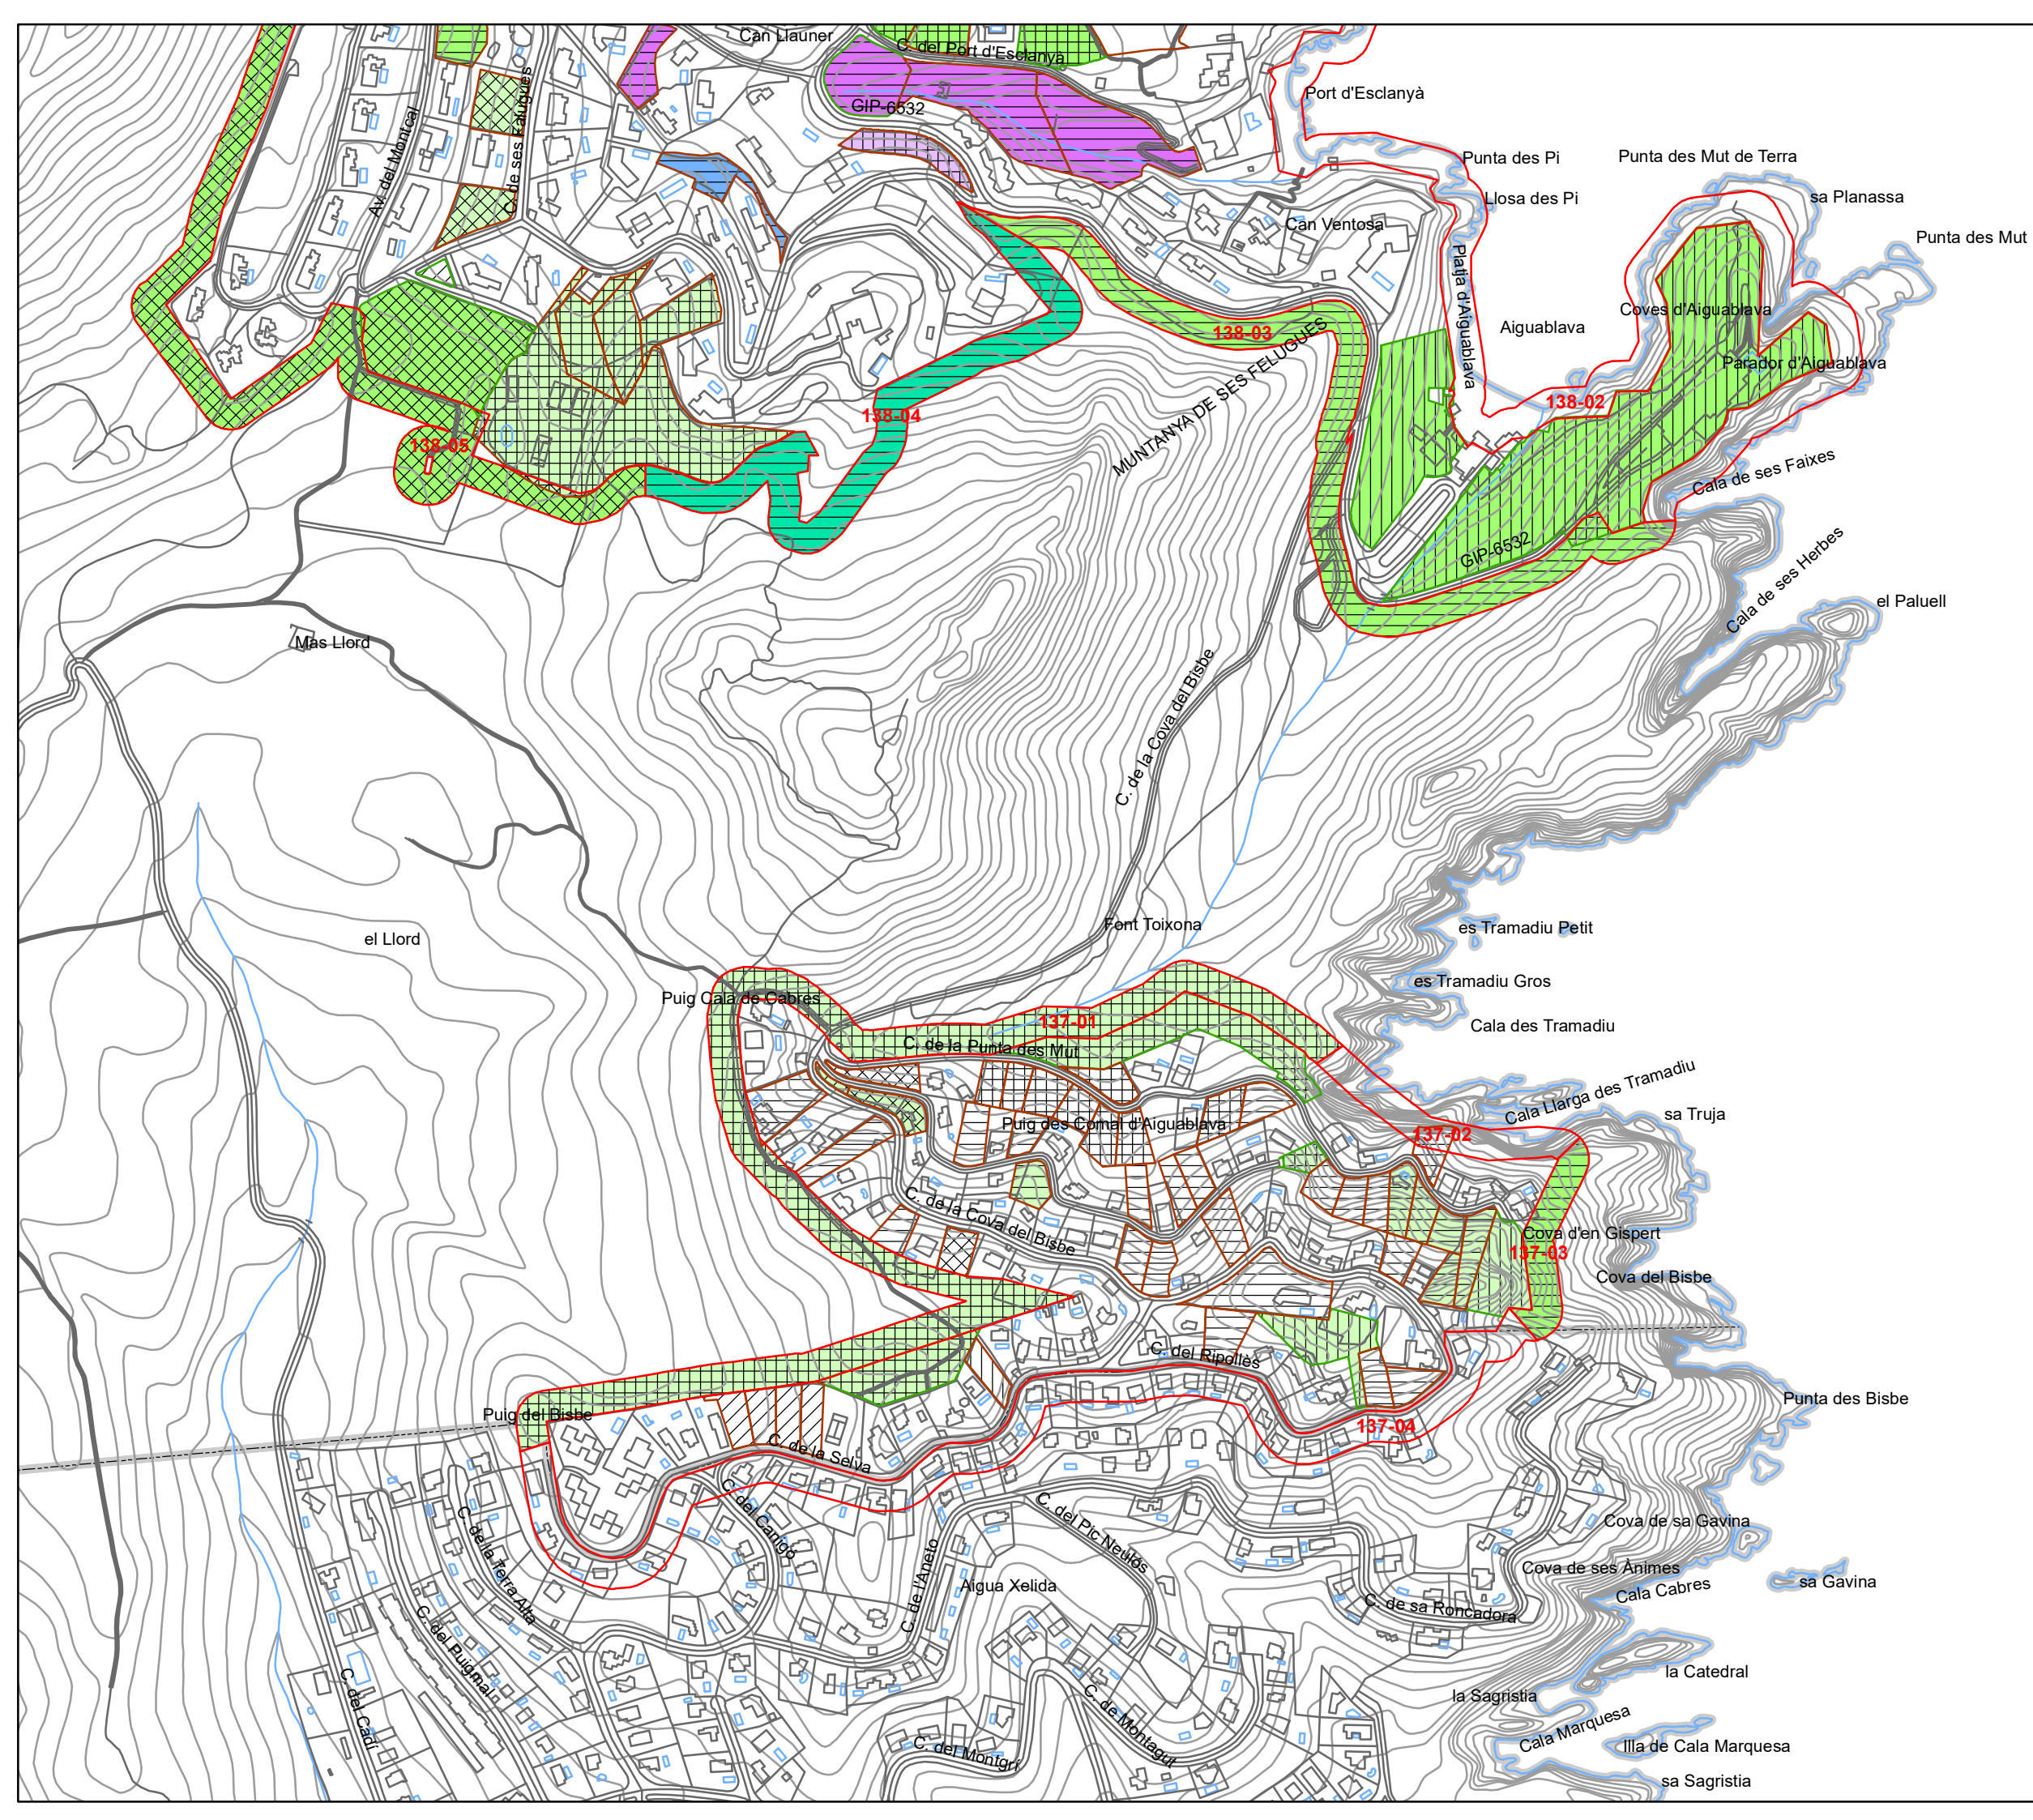 Can Llauner
C. del Port d'Esclanyà
Port d'Esclanyà
GIP-6532
Av. del Montcal
C. de ses Falugues
Punta des Pi
Punta des Mut de Terra
Llosa des Pi
sa Planassa
Can Ventosa
Punta des Mut
Platja d'Aiguablava
Coves d'Aiguablava
Aiguablava
138-03
MUNTANYA DE SES FELUGUES
Parador d'Aiguablava
138-02
138-04
138-05
Cala de ses Faixes
GIP-6532
Cala de ses Herbes
el Paluell
Mas Llord
C. de la Cova del Bisbe
Font Toixona
es Tramadiu Petit
el Llord
es Tramadiu Gros
Puig Cala de Cabres
137-01
Cala des Tramadiu
C. de la Punta des Mut
Cala Llarga des Tramadiu
sa Truja
Puig des Comal d'Aiguablava
137-02
C. de la Cova del Bisbe
Cova d'en Gispert
137-03
Cova del Bisbe
C. del Ripollès
Punta des Bisbe
Puig del Bisbe
137-04
C. de la Selva
C. del Canigó
C. del Pic Neulós
Cova de sa Gavina
C. de la Terra Alta
C. de l'Aneto
Aigua Xelida
Cova de ses Ànimes
sa Gavina
Cala Cabres
C. de sa Roncadora
C. del Puigmal
la Catedral
C. del Cadí
la Sagristia
C. de Montagut
Cala Marquesa
Illa de Cala Marquesa
C. del Montgrí
sa Sagristia